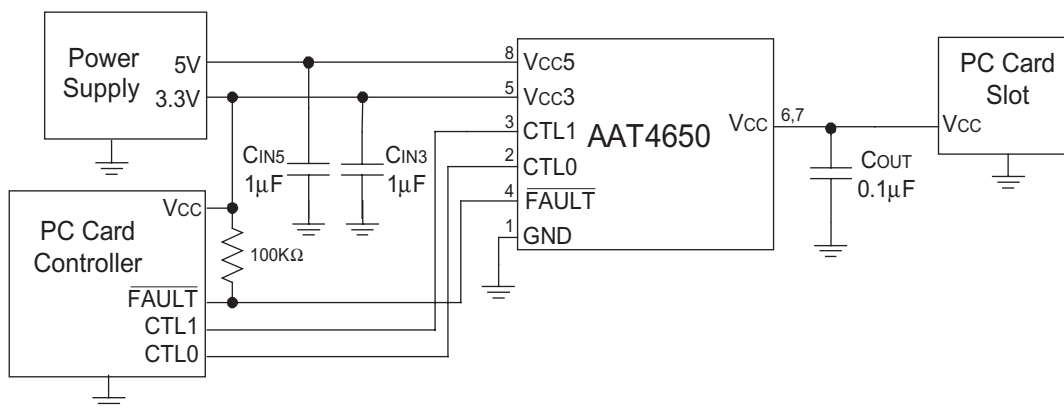 Power
Supply
5V
3.3V
8
VCC5
5
VCC3
3
CTL1
2
CTL0
4
FAULT
1
GND
AAT4650
VCC
6,7
PC Card
Slot
VCC
CIN5
1µF
CIN3
1µF
COUT
0.1µF
PC Card
Controller
VCC
100KΩ
FAULT
CTL1
CTL0